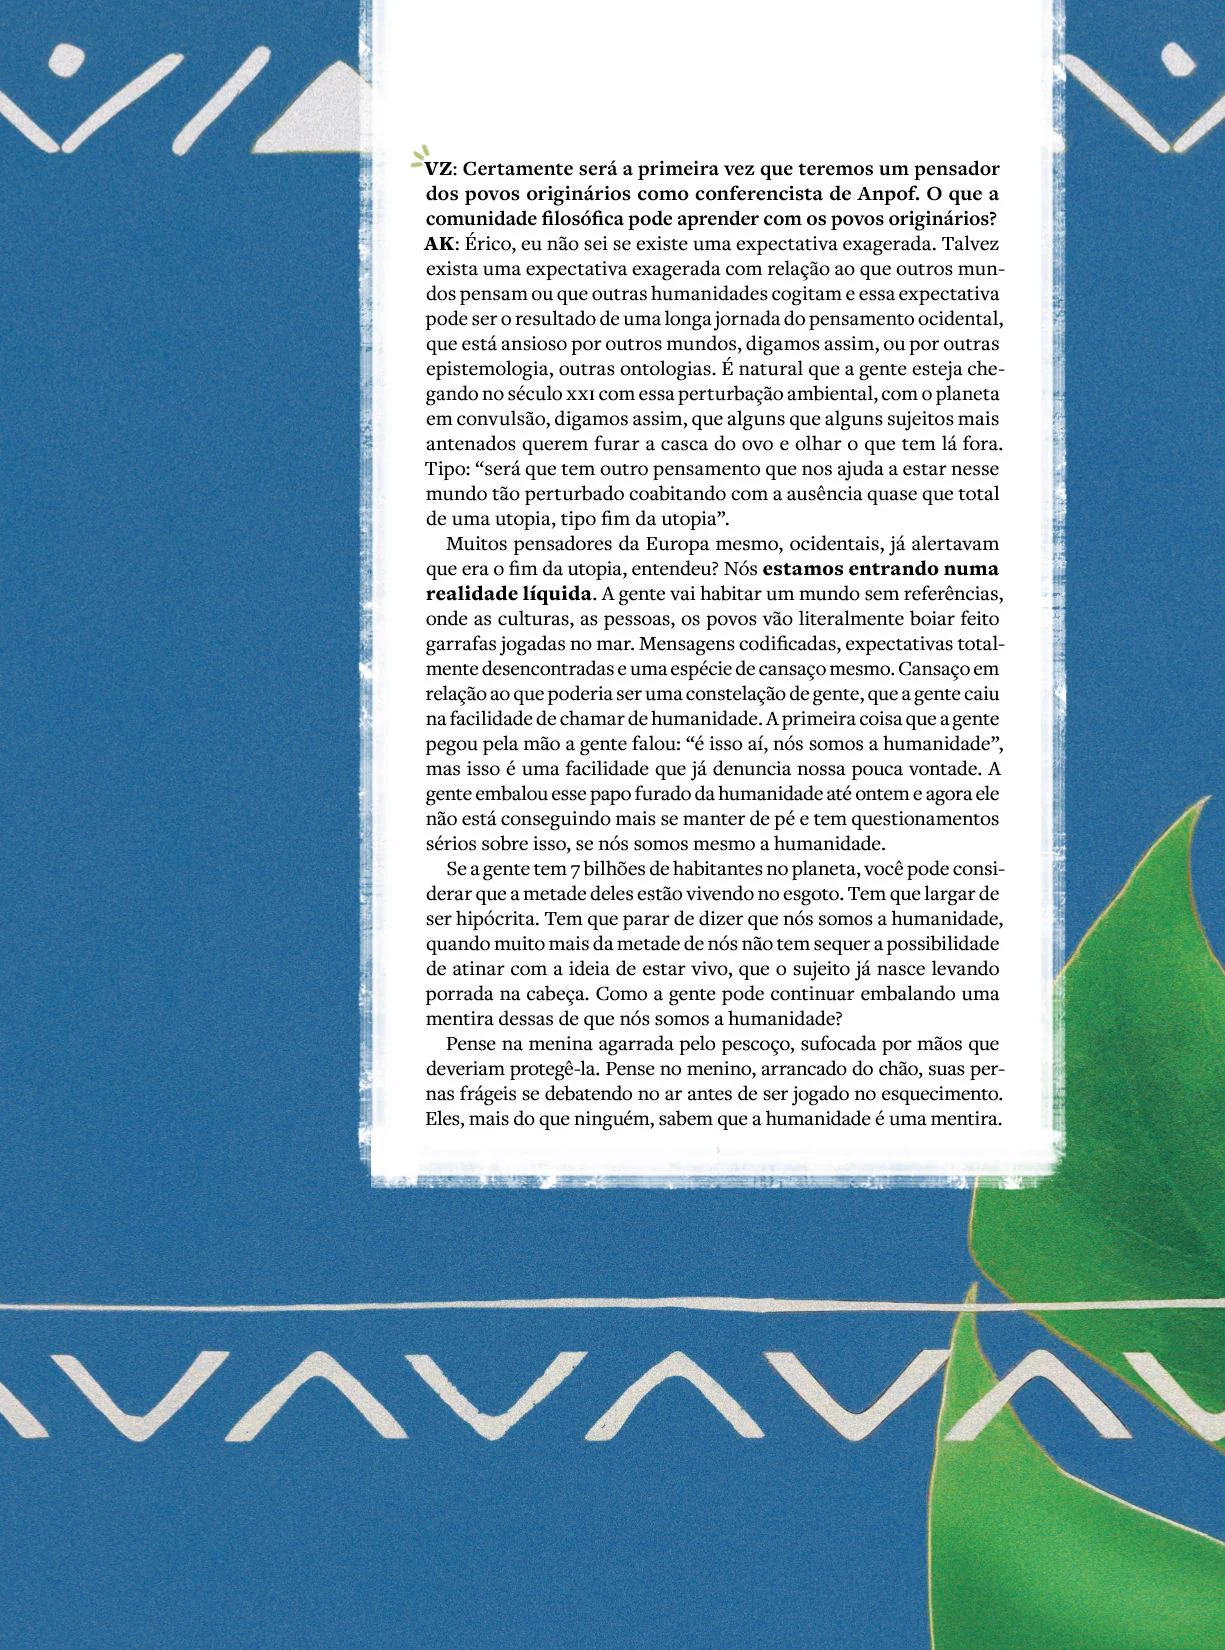 VZ: Certamente será a primeira vez que teremos um pensador
dos povos originários como conferencista de Anpof. O que a
comunidade filosófica pode aprender com os povos originários?
AK: Érico, eu não sei se existe uma expectativa exagerada. Talvez
exista uma expectativa exagerada com relação ao que outros mun-
dos pensam ou que outras humanidades cogitam e essa expectativa
pode ser o resultado de uma longa jornada do pensamento ocidental,
que está ansioso por outros mundos, digamos assim, ou por outras
epistemologia, outras ontologias. É natural que a gente esteja che-
gando no século XXI com essa perturbação ambiental, com o planeta
em convulsão, digamos assim, que alguns que alguns sujeitos mais
antenados querem furar a casca do ovo e olhar o que tem lá fora.
Tipo: “será que tem outro pensamento que nos ajuda a estar nesse
mundo tão perturbado coabitando com a ausência quase que total
de uma utopia, tipo fim da utopia”.
Muitos pensadores da Europa mesmo, ocidentais, já alertavam
que era o fim da utopia, entendeu? Nós estamos entrando numa
realidade líquida. A gente vai habitar um mundo sem referências,
onde as culturas, as pessoas, os povos vão literalmente boiar feito
garrafas jogadas no mar. Mensagens codificadas, expectativas total-
mente desencontradas e uma espécie de cansaço mesmo. Cansaço em
relação ao que poderia ser uma constelação de gente, que a gente caiu
na facilidade de chamar de humanidade. A primeira coisa que a gente
pegou pela mão a gente falou: “é isso aí, nós somos a humanidade”,
mas isso é uma facilidade que já denuncia nossa pouca vontade. A
gente embalou esse papo furado da humanidade até ontem e agora ele
não está conseguindo mais se manter de pé e tem questionamentos
sérios sobre isso, se nós somos mesmo a humanidade.
Se a gente tem 7 bilhões de habitantes no planeta, você pode consi-
derar que a metade deles estão vivendo no esgoto. Tem que largar de
ser hipócrita. Tem que parar de dizer que nós somos a humanidade,
quando muito mais da metade de nós não tem sequer a possibilidade
de atinar com a ideia de estar vivo, que o sujeito já nasce levando
porrada na cabeça. Como a gente pode continuar embalando uma
mentira dessas de que nós somos a humanidade?
Pense na menina agarrada pelo pescoço, sufocada por mãos que
deveriam protegê-la. Pense no menino, arrancado do chão, suas per-
nas frágeis se debatendo no ar antes de ser jogado no esquecimento.
Eles, mais do que ninguém, sabem que a humanidade é uma mentira.